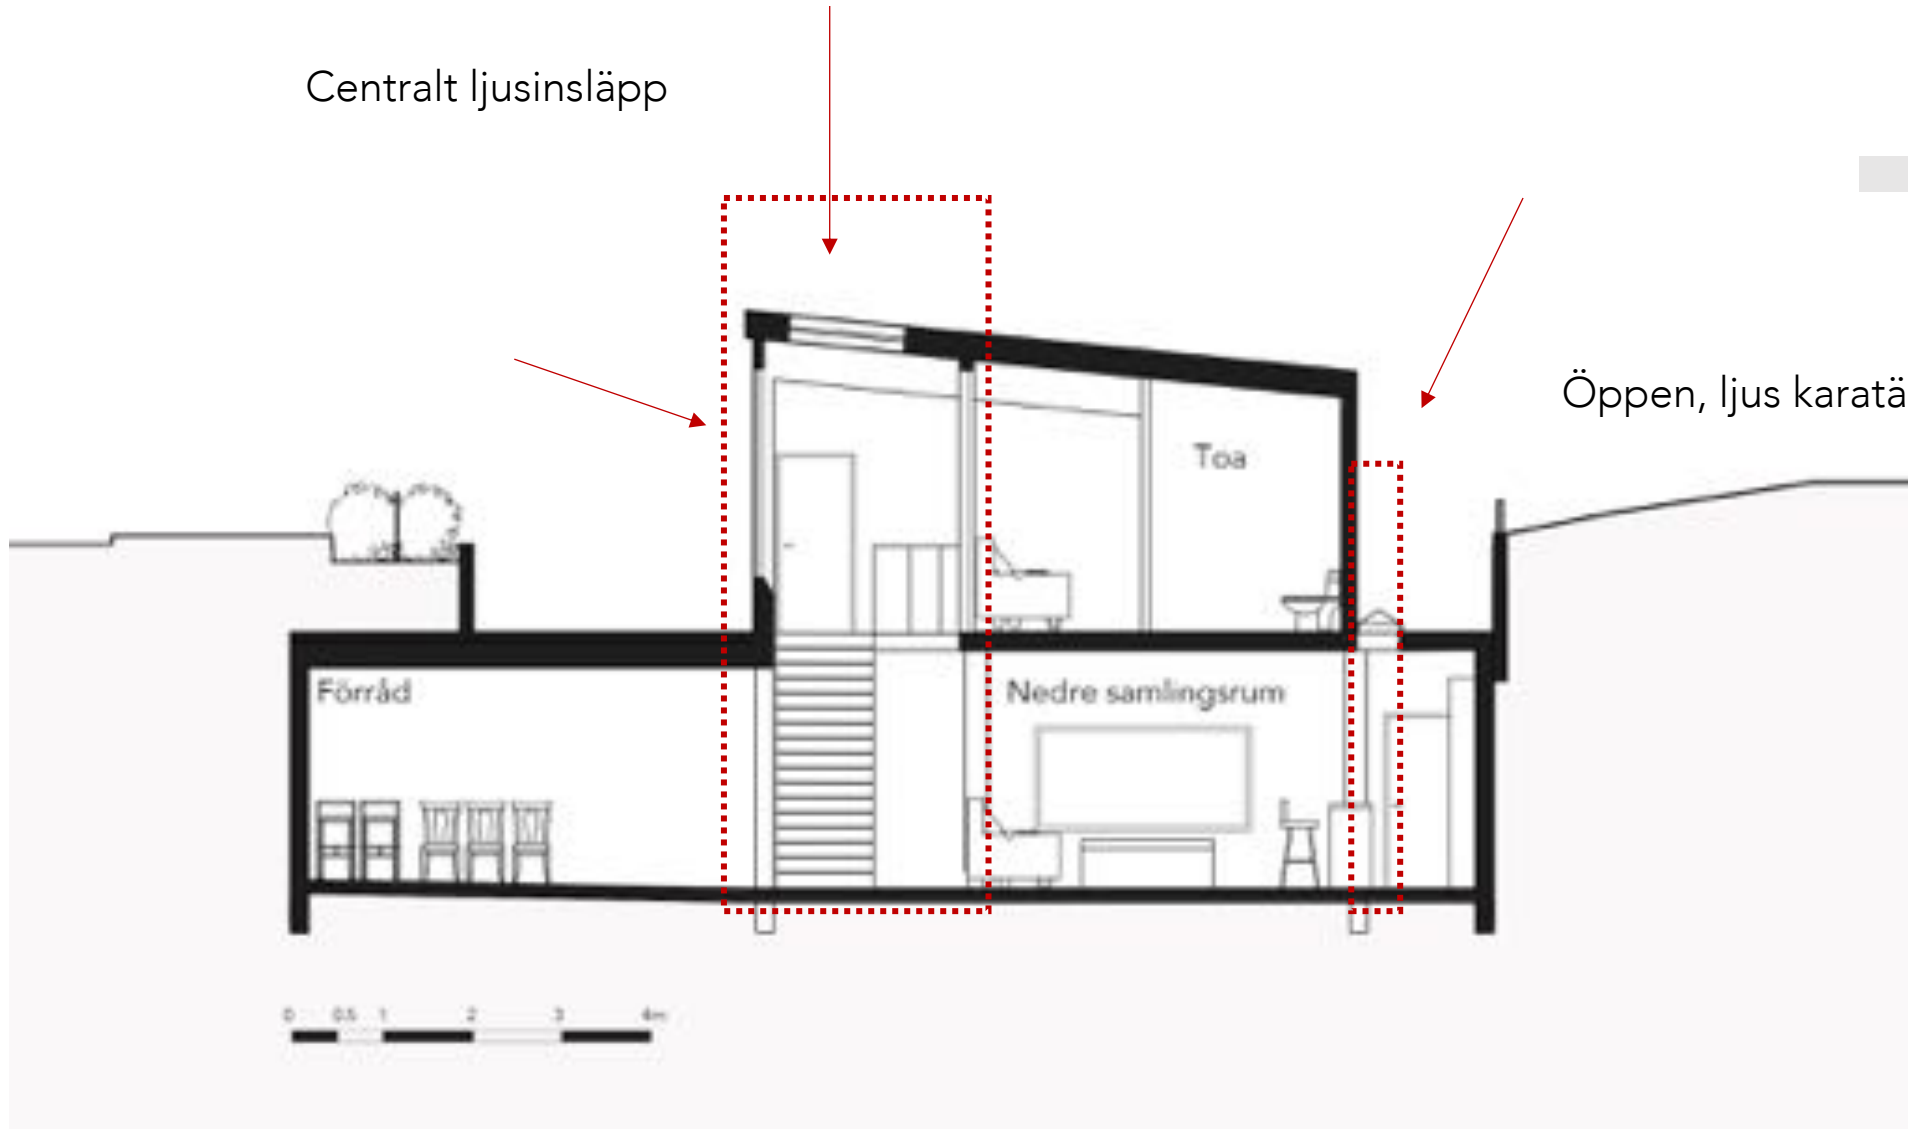 Centralt ljusinsläpp
Öppen, ljus karatä
Toa
Förråd
Nedre samlingsrum
0 0.5 1 2 3 4m